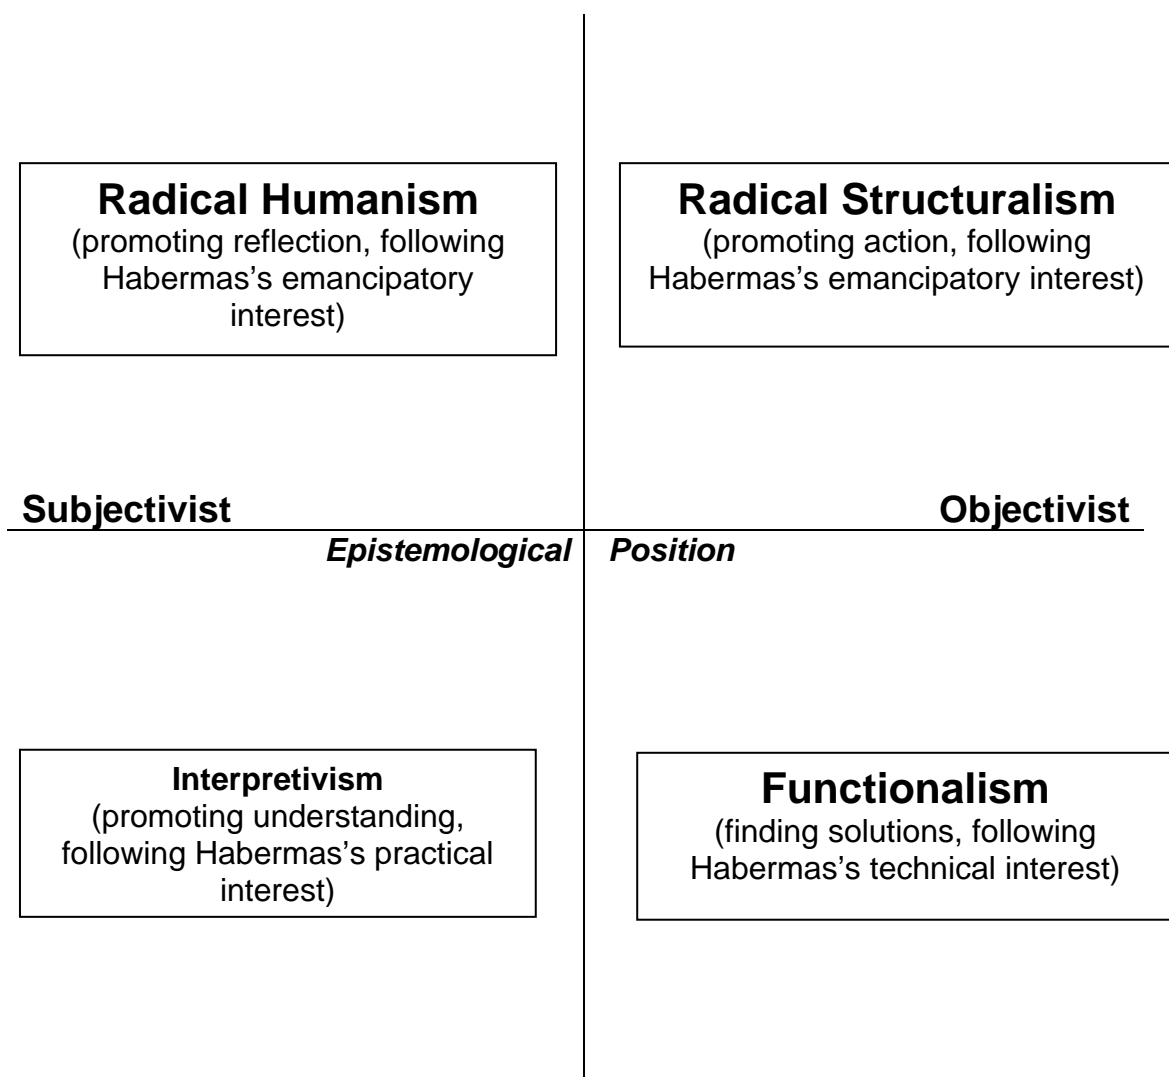 Radical Humanism
(promoting reflection, following
Habermas's emancipatory
interest)
Radical Structuralism
(promoting action, following
Habermas's emancipatory interest)
Subjectivist
Objectivist
Epistemological
Position
Interpretivism
(promoting understanding,
following Habermas's practical
interest)
Functionalism
(finding solutions, following
Habermas's technical interest)